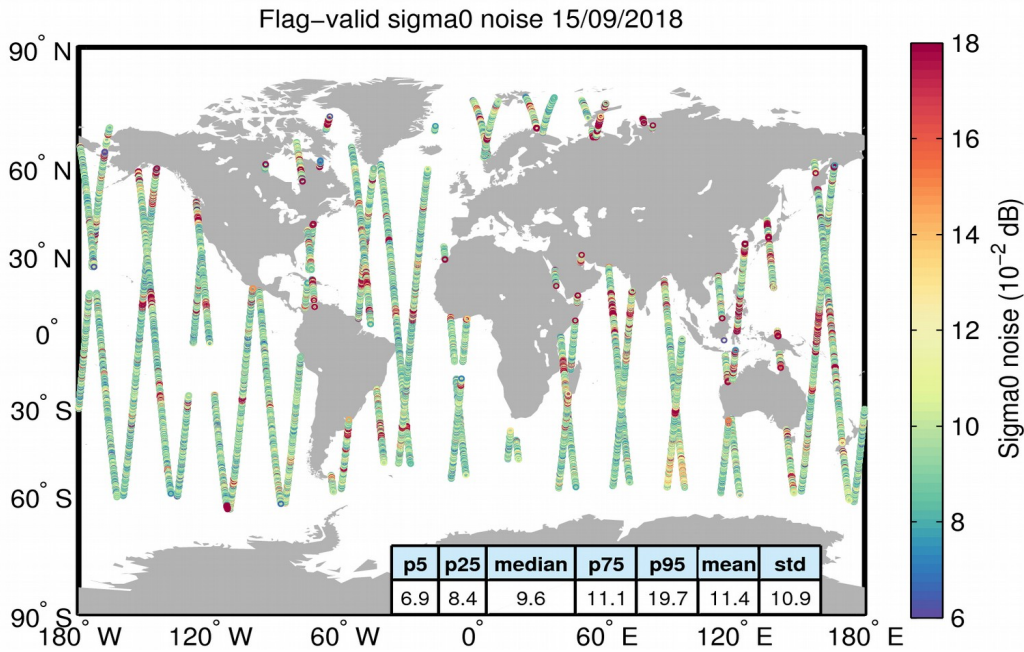 Flag−valid sigma0 noise 15/09/2018
90° N
60° N
30° N
0°
30° S
60° S
90° S
180° W
120° W
60° W
0°
60° E
120° E
180° E
p5 p25 median p75 p95 mean std
6.9 8.4 9.6 11.1 19.7 11.4 10.9
18
16
14
12
10
8
6
Sigma0 noise (10⁻² dB)